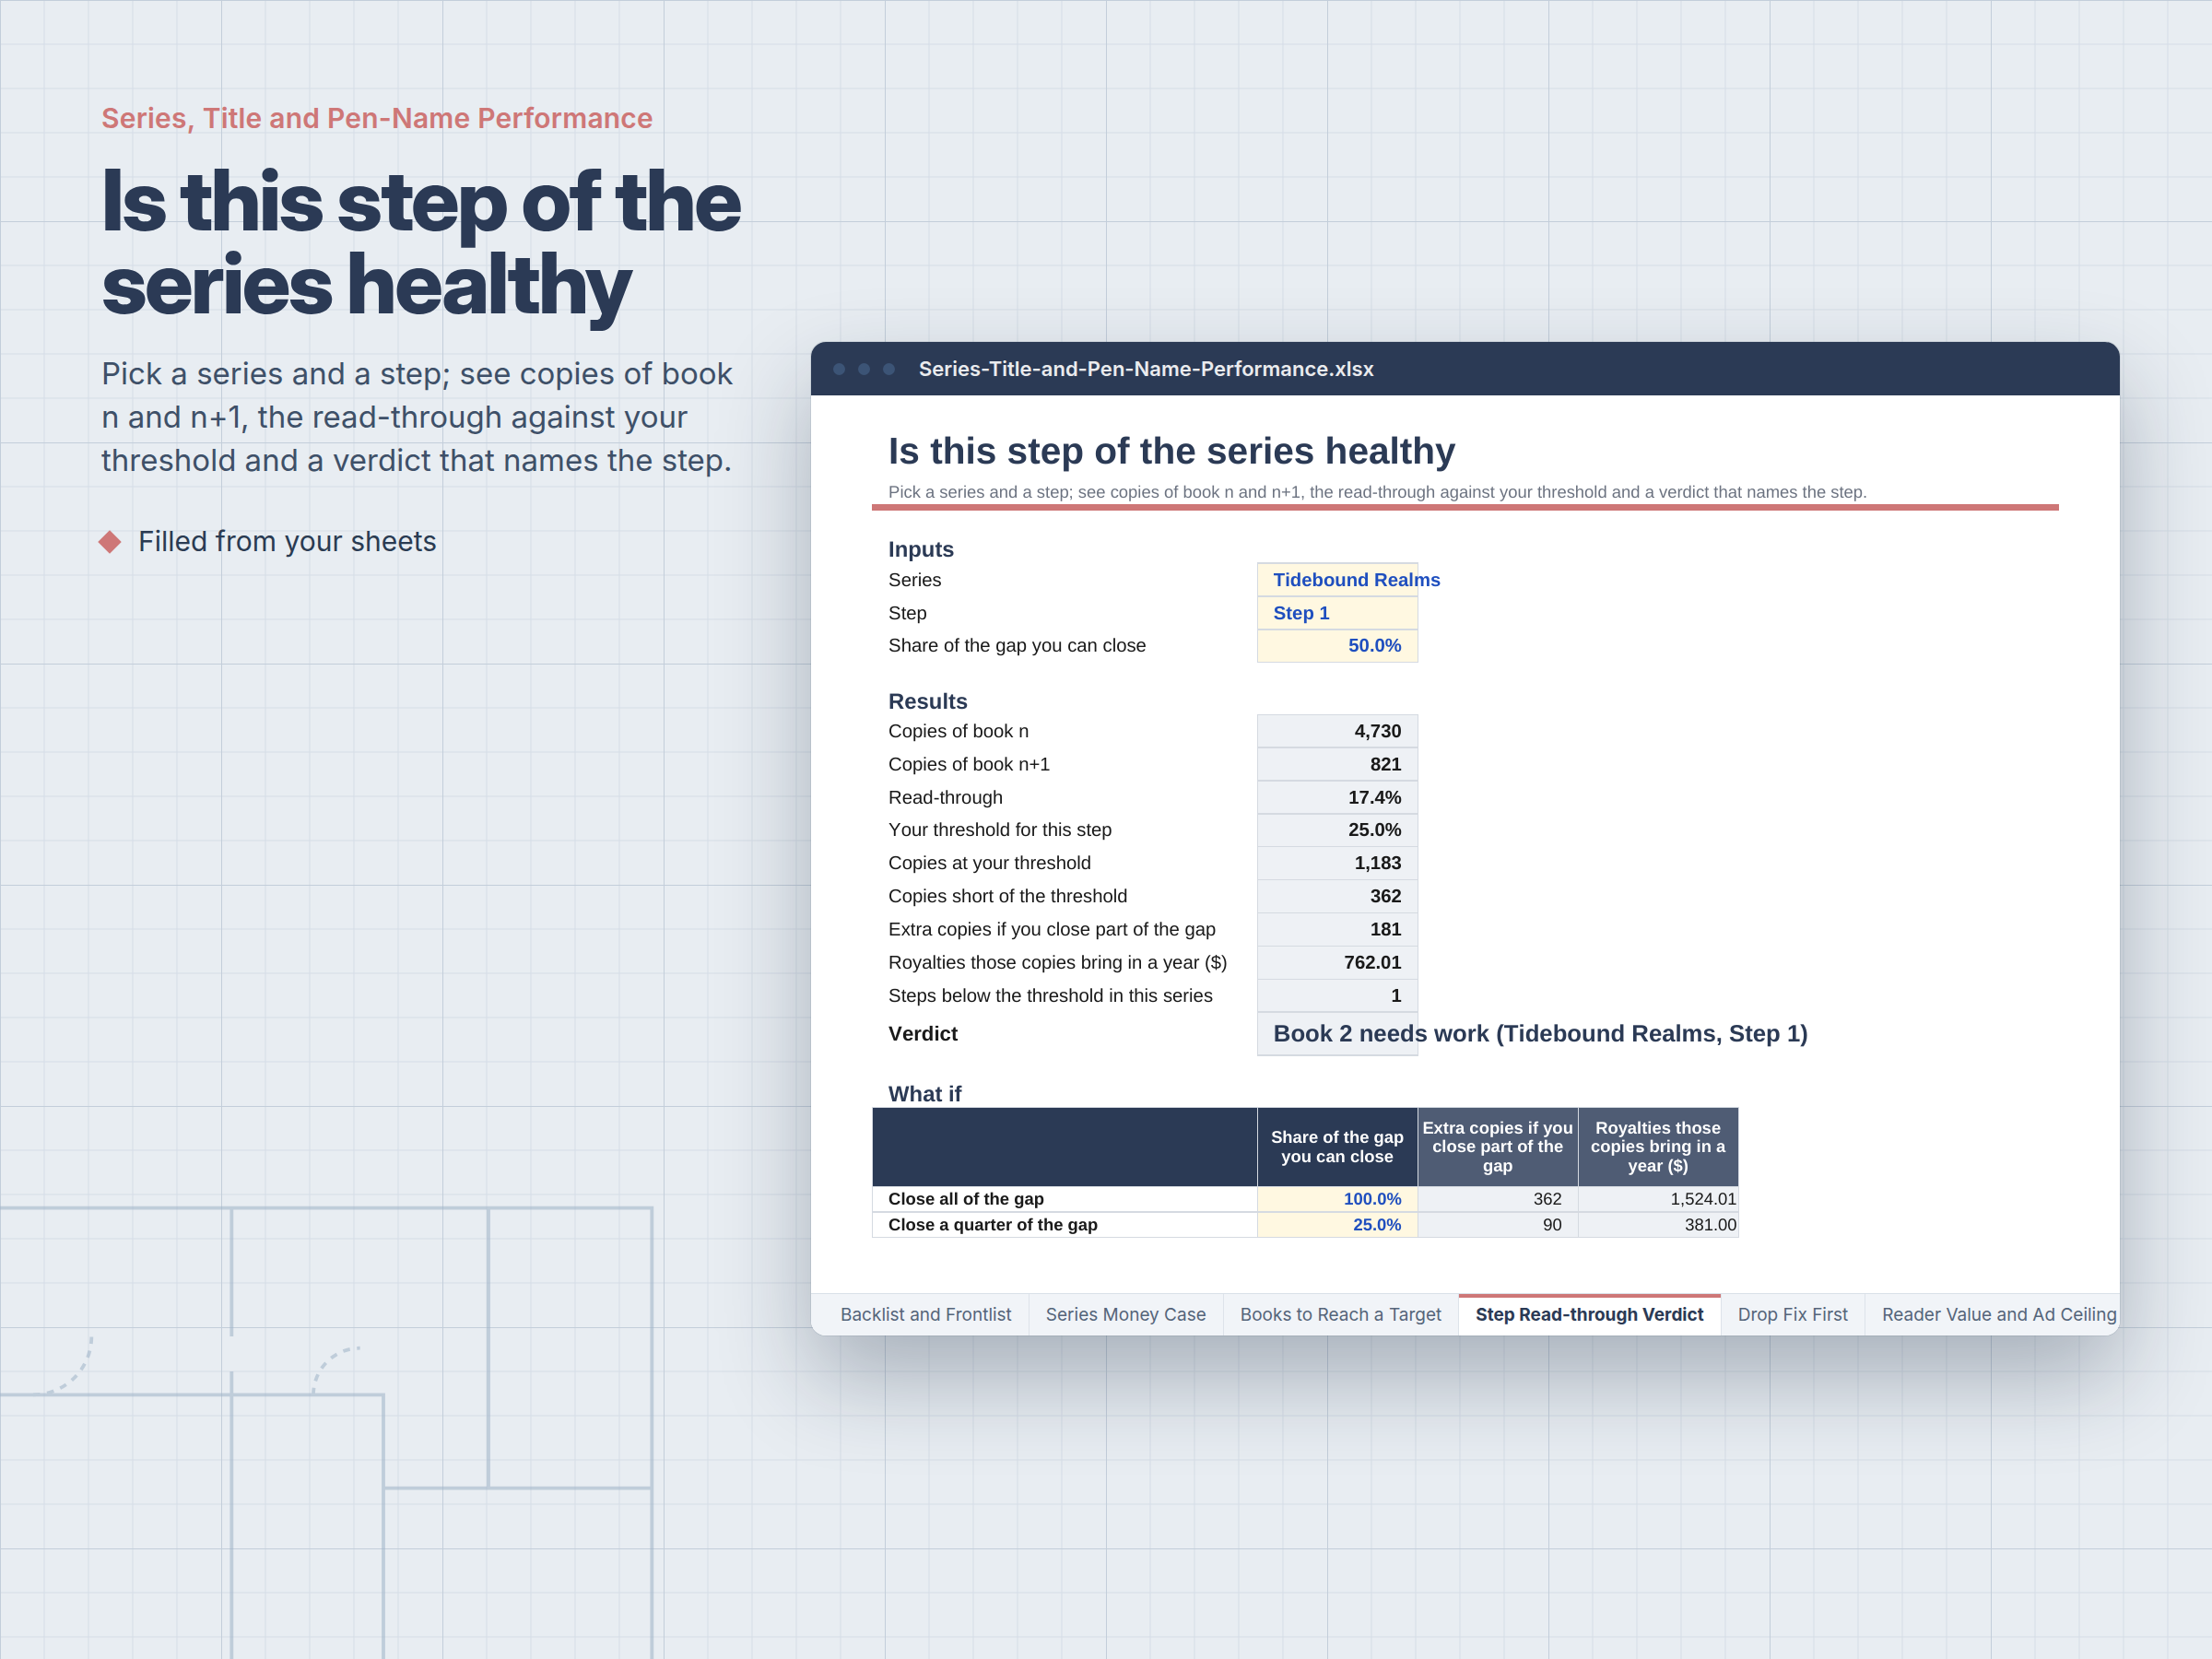 Series, Title and Pen-Name Performance
Is this step of the
series healthy
Pick a series and a step; see copies of book
n and n+1, the read-through against your
threshold and a verdict that names the step.
Filled from your sheets
Series-Title-and-Pen-Name-Performance.xlsx
Is this step of the series healthy
Pick a series and a step; see copies of book n and n+1, the read-through against your threshold and a verdict that names the step.
Inputs
Series Tidebound Realms
Step Step 1
Share of the gap you can close 50.0%
Results
Copies of book n 4,730
Copies of book n+1 821
Read-through 17.4%
Your threshold for this step 25.0%
Copies at your threshold 1,183
Copies short of the threshold 362
Extra copies if you close part of the gap 181
Royalties those copies bring in a year ($) 762.01
Steps below the threshold in this series 1
Verdict Book 2 needs work (Tidebound Realms, Step 1)
What if
Share of the gap
you can close
Extra copies if you
close part of the
gap
Royalties those
copies bring in a
year ($)
Close all of the gap 100.0% 362 1,524.01
Close a quarter of the gap 25.0% 90 381.00
Backlist and Frontlist Series Money Case Books to Reach a Target Step Read-through Verdict Drop Fix First Reader Value and Ad Ceiling